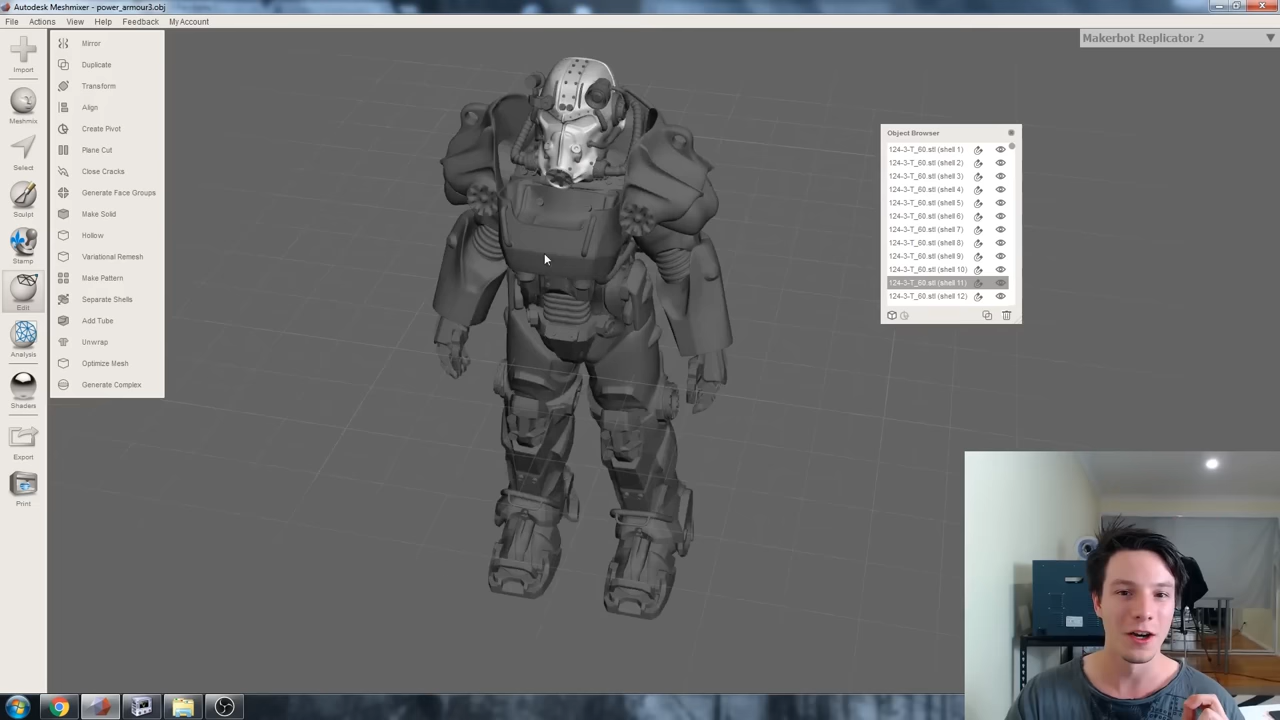 Autodesk Meshmixer - power_armour3.obj
File Actions View Help Feedback My Account
Makerbot Replicator 2
Import
Meshmix
Select
Sculpt
Stamp
Edit
Analysis
Shaders
Export
Print
Mirror
Duplicate
Transform
Align
Create Pivot
Plane Cut
Close Cracks
Generate Face Groups
Make Solid
Hollow
Variational Remesh
Make Pattern
Separate Shells
Add Tube
Unwrap
Optimize Mesh
Generate Complex
Object Browser
124-3-T_60.stl (shell 1)
124-3-T_60.stl (shell 2)
124-3-T_60.stl (shell 3)
124-3-T_60.stl (shell 4)
124-3-T_60.stl (shell 5)
124-3-T_60.stl (shell 6)
124-3-T_60.stl (shell 7)
124-3-T_60.stl (shell 8)
124-3-T_60.stl (shell 9)
124-3-T_60.stl (shell 10)
124-3-T_60.stl (shell 11)
124-3-T_60.stl (shell 12)